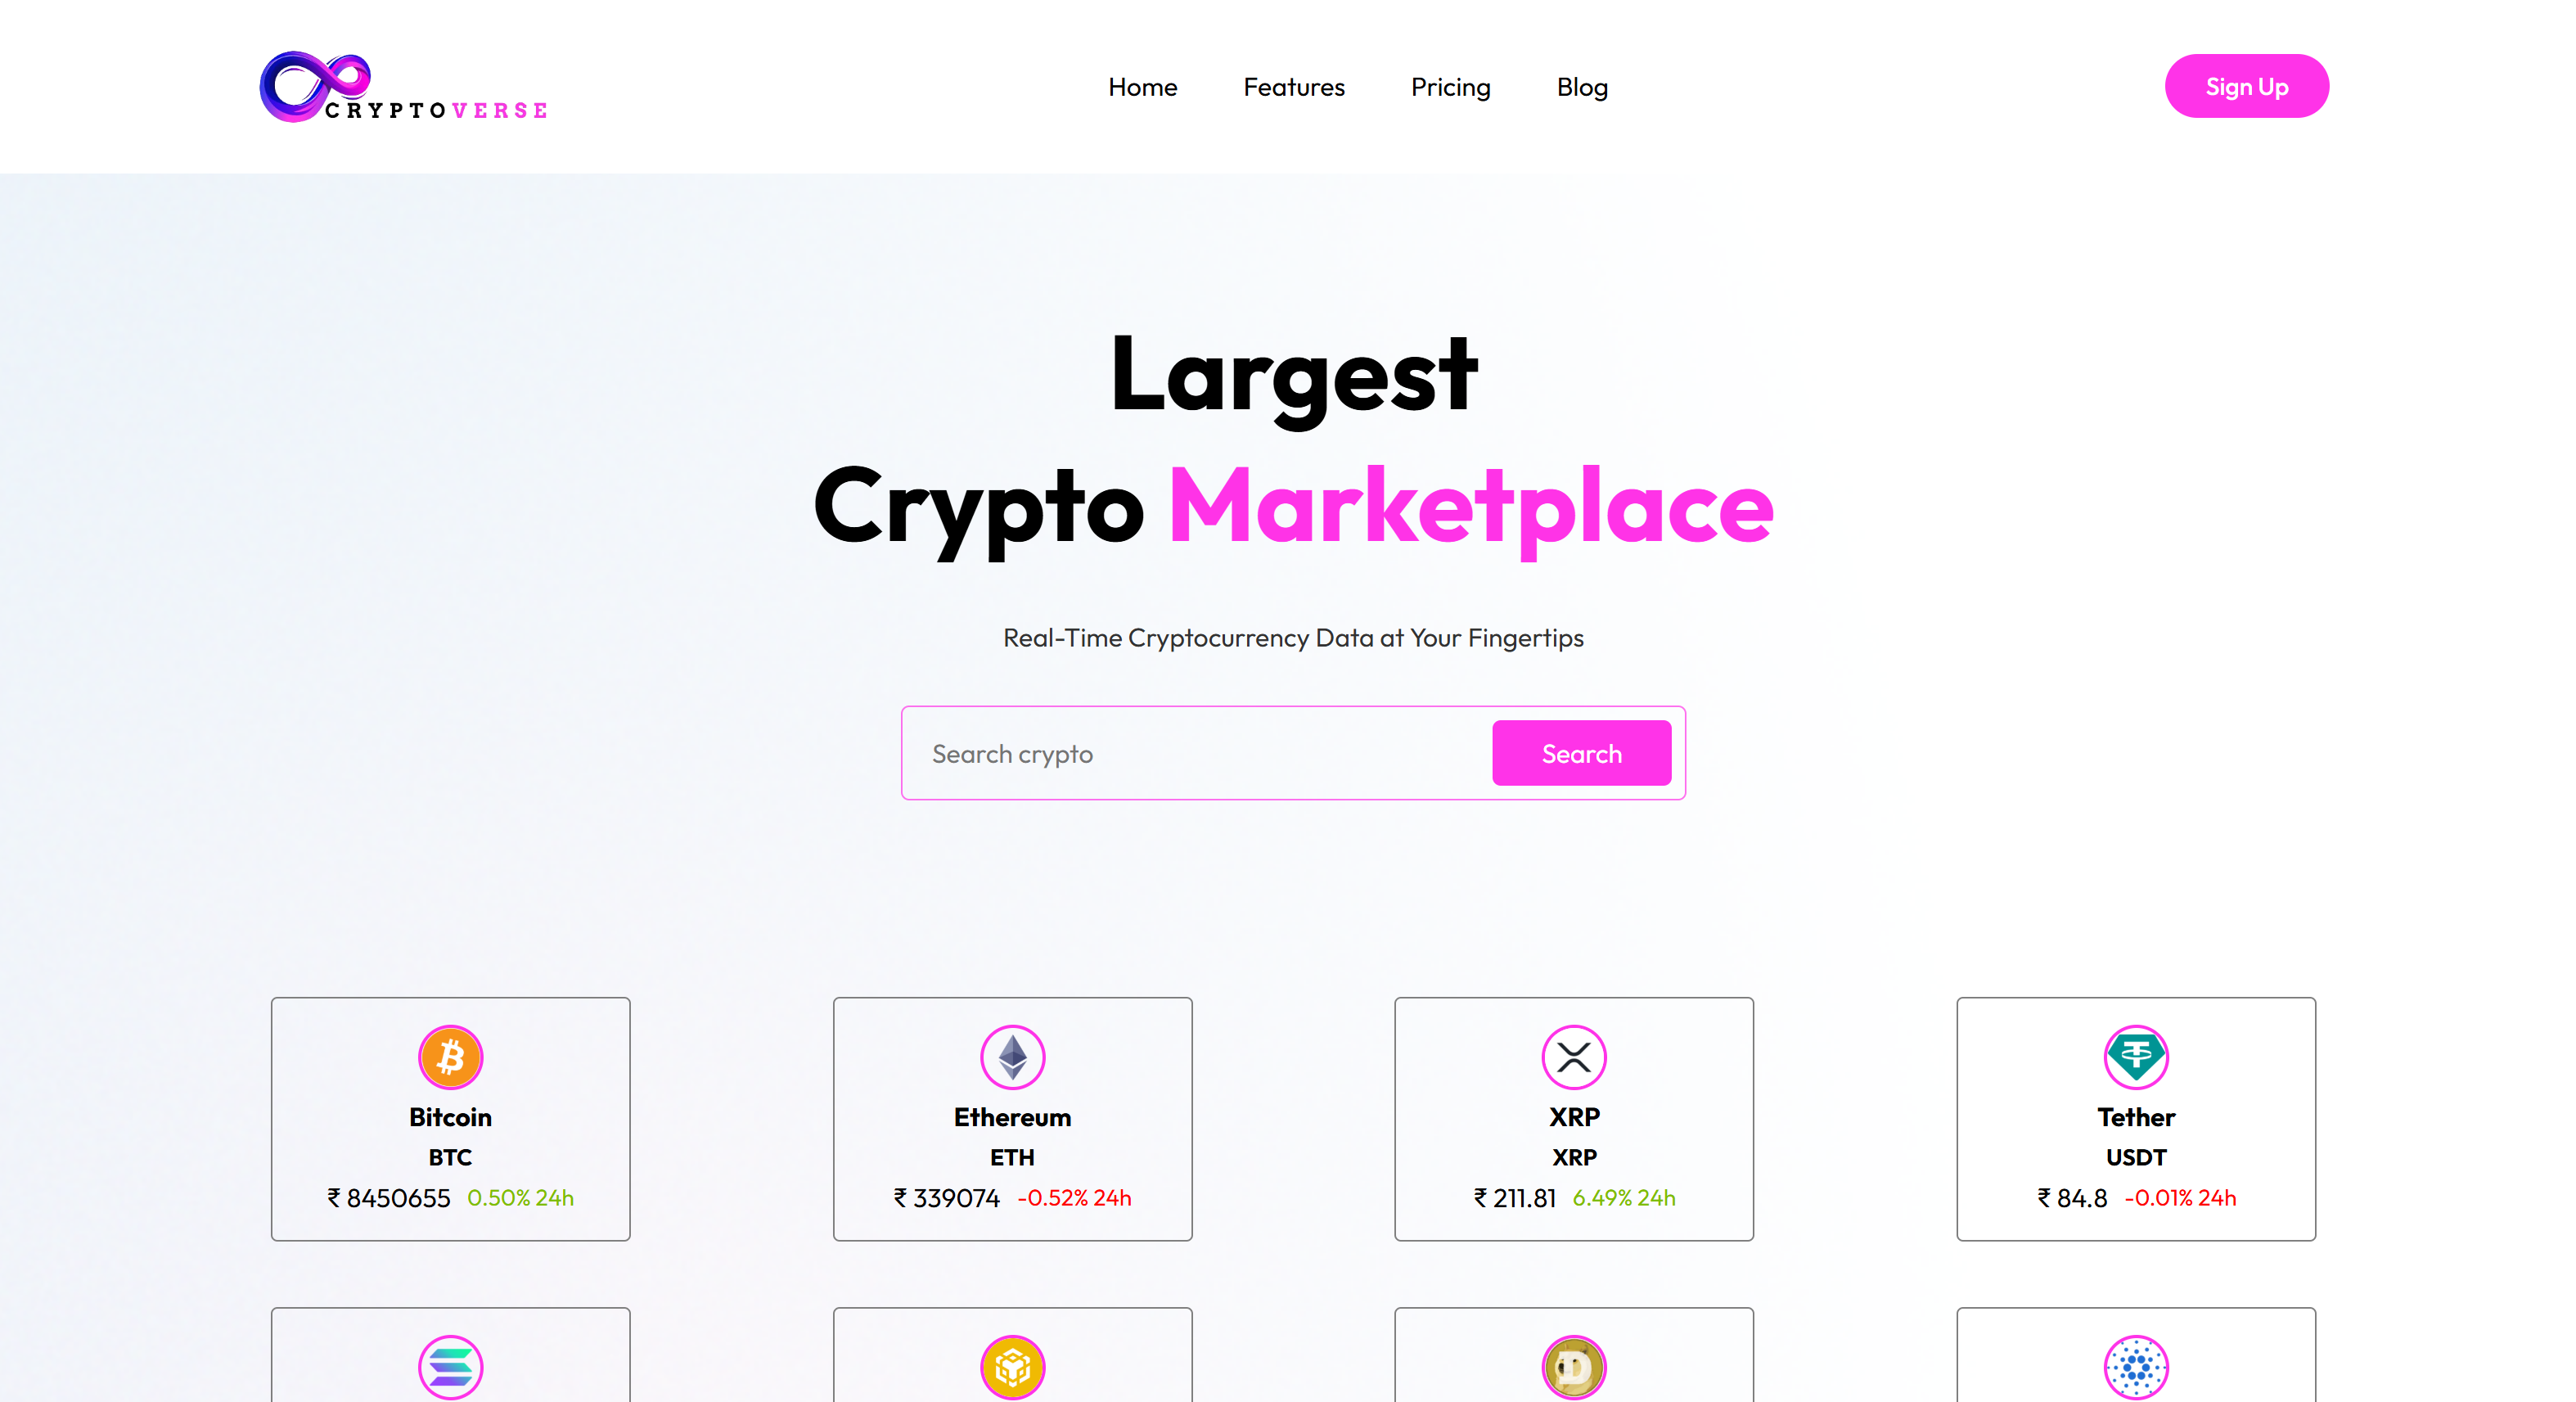 CRYPTOVERSE
Home Features Pricing Blog
Sign Up
Largest
Crypto Marketplace
Real-Time Cryptocurrency Data at Your Fingertips
Search crypto
Search
Bitcoin
BTC
₹ 8450655 0.50% 24h
Ethereum
ETH
₹ 339074 -0.52% 24h
XRP
XRP
₹ 211.81 6.49% 24h
Tether
USDT
₹ 84.8 -0.01% 24h